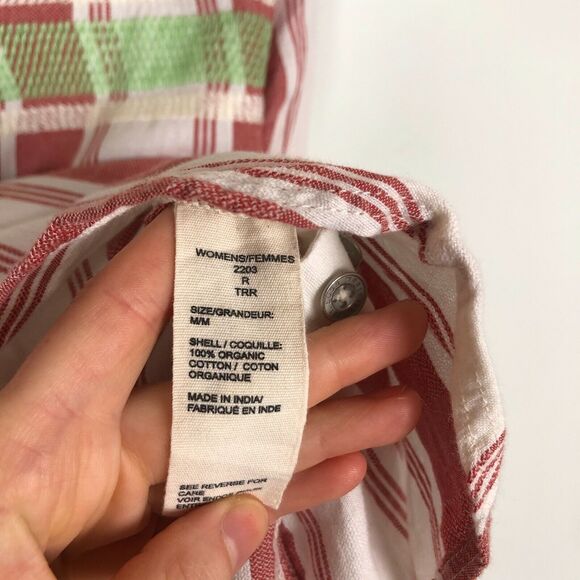 WOMENS/FEMMES
2203
R
TRR
SIZE/GRANDEUR:
M/M
SHELL / COQUILLE:
100% ORGANIC
COTTON / COTON
ORGANIQUE
MADE IN INDIA/
FABRIQUÉ EN INDE
SEE REVERSE FOR
CARE
VOIR